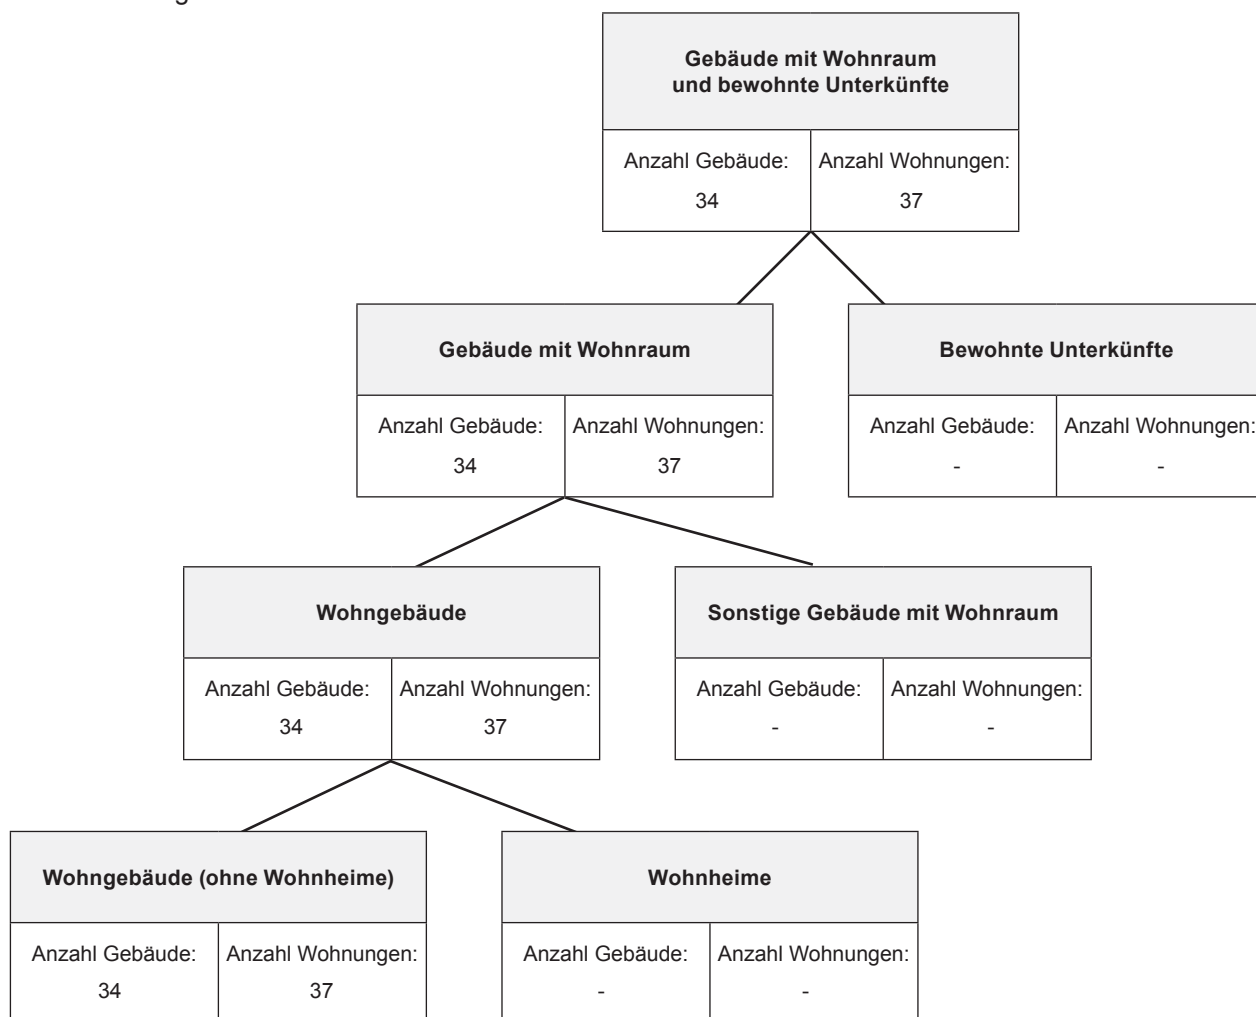 Gebäude mit Wohnraum
und bewohnte Unterkünfte
Anzahl Gebäude: Anzahl Wohnungen:
34 37
Gebäude mit Wohnraum
Bewohnte Unterkünfte
Anzahl Gebäude: Anzahl Wohnungen:
34 37
Anzahl Gebäude: Anzahl Wohnungen:
- -
Wohngebäude
Sonstige Gebäude mit Wohnraum
Anzahl Gebäude: Anzahl Wohnungen:
34 37
Anzahl Gebäude: Anzahl Wohnungen:
- -
Wohngebäude (ohne Wohnheime)
Wohnheime
Anzahl Gebäude: Anzahl Wohnungen:
34 37
Anzahl Gebäude: Anzahl Wohnungen:
- -